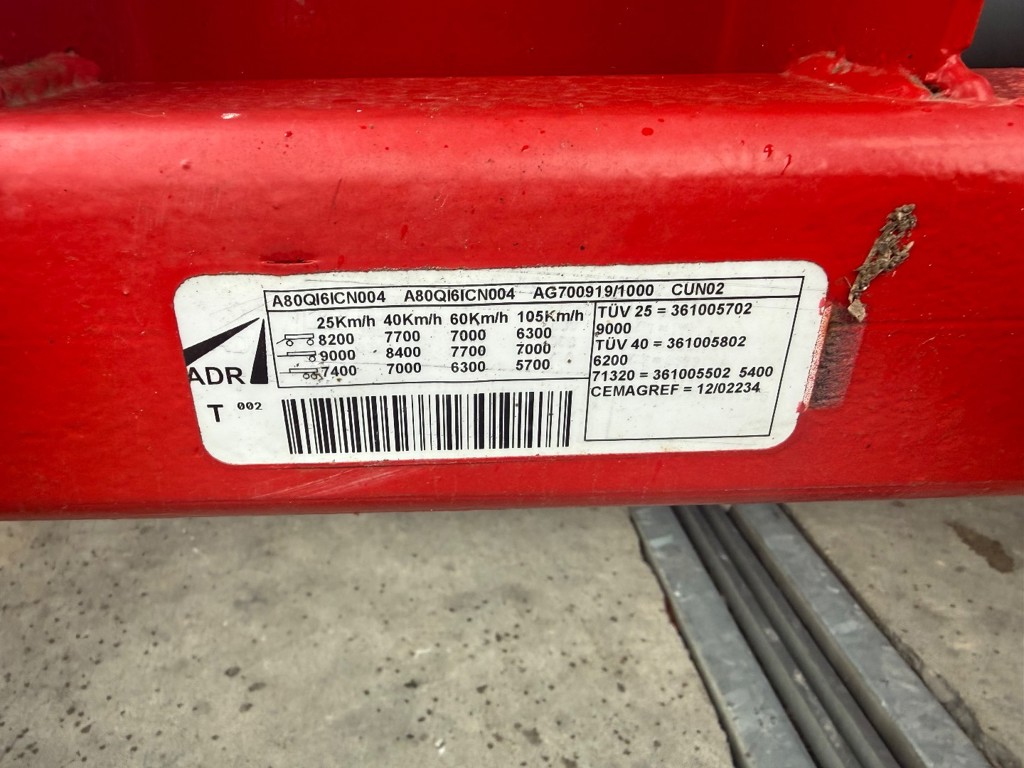 A80QI6ICN004 A80QI6ICN004 AG700919/1000 CUN02
25Km/h 40Km/h 60Km/h 105Km/h
8200 7700 7000 6300
9000 8400 7700 7000
7400 7000 6300 5700
TÜV 25 = 361005702
9000
TÜV 40 = 361005802
6200
71320 = 361005502 5400
CEMAGREF = 12/02234
ADR
T 002